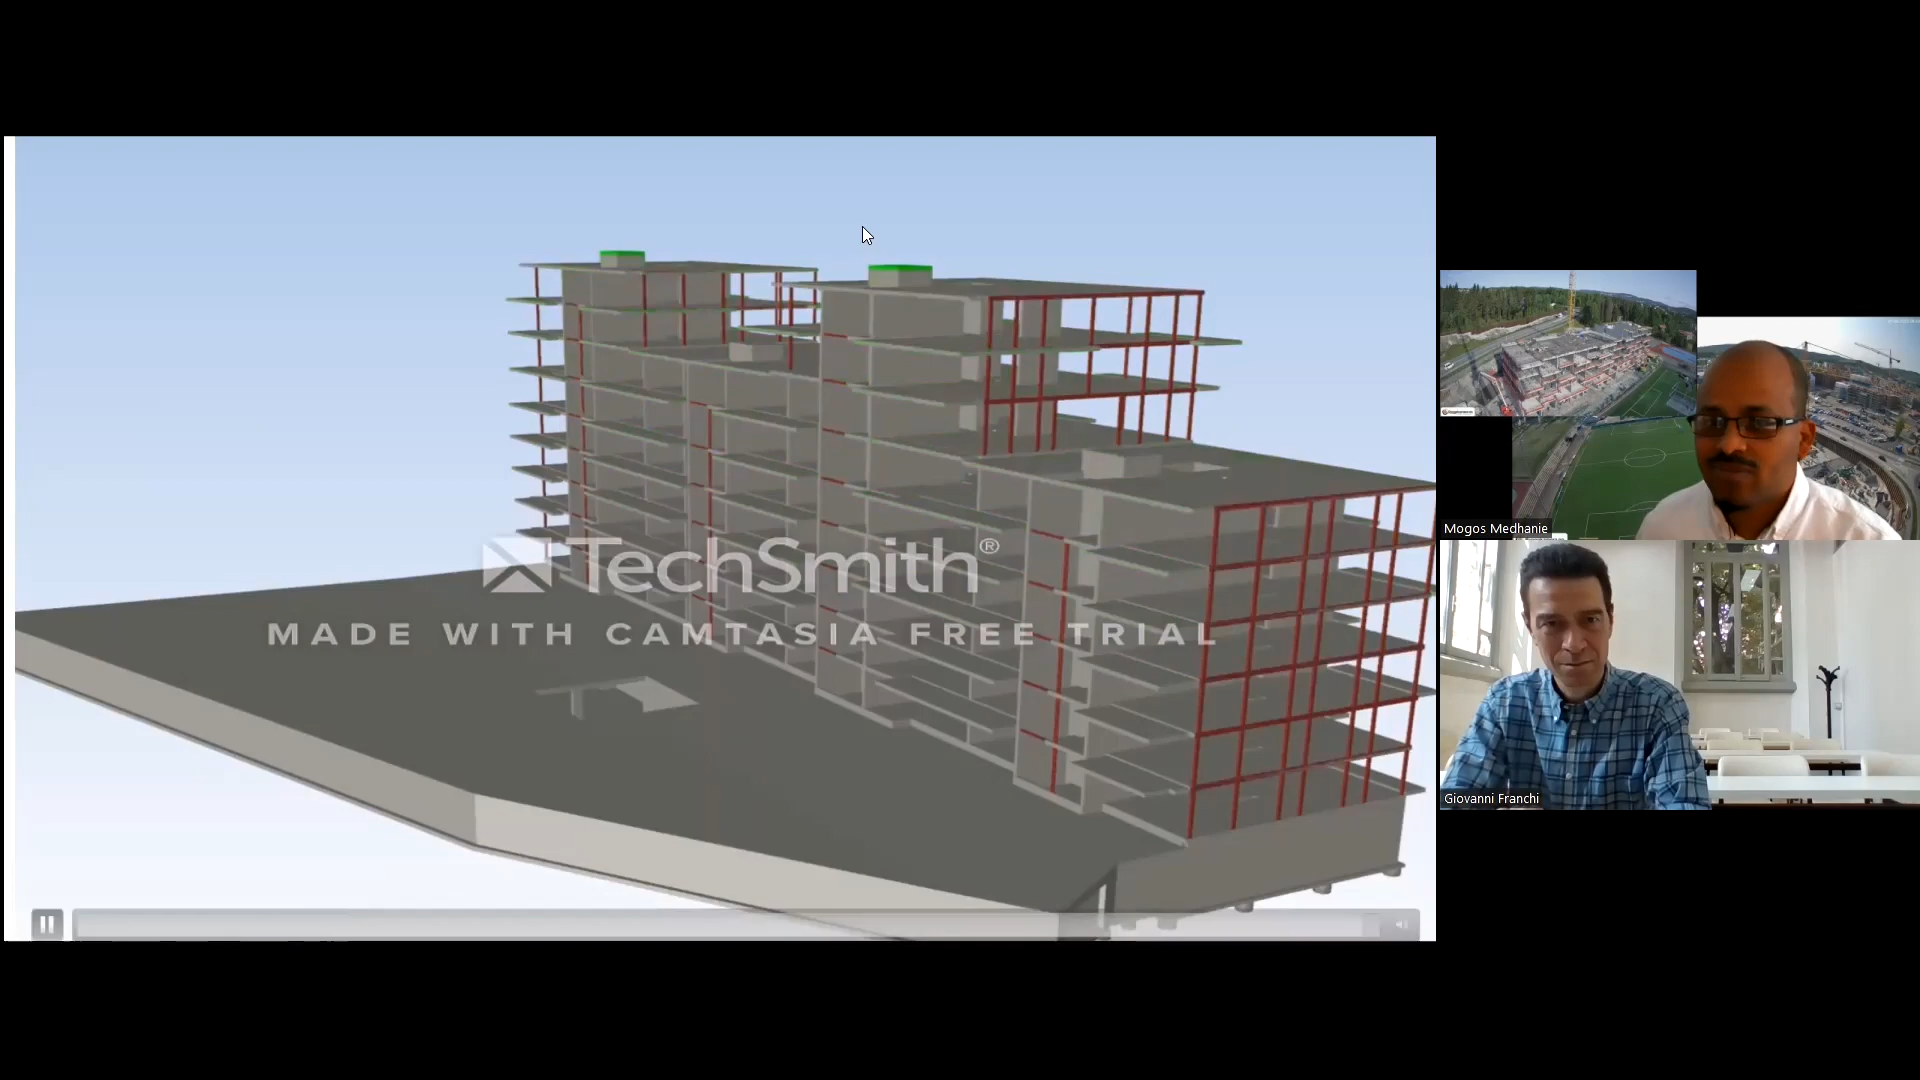 TechSmith®
MADE WITH CAMTASIA FREE TRIAL
Mogos Medhanie
Giovanni Franchi